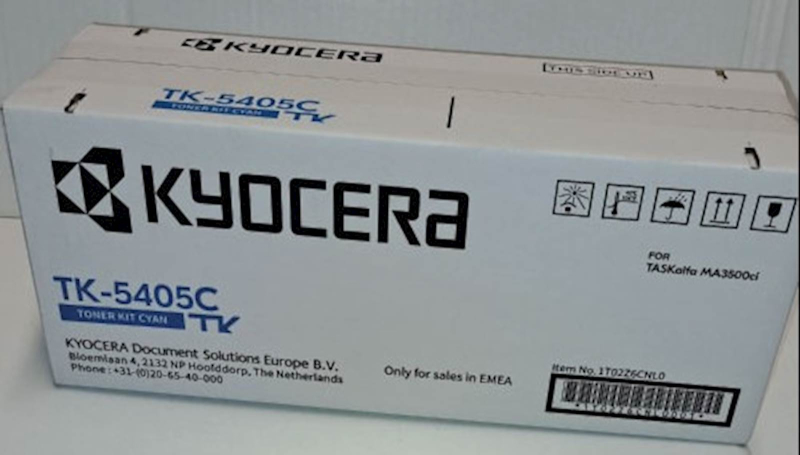 KYOCERA
THIS SIDE UP
TK-5405C
TONER KIT CYAN TK
KYOCERA
FOR
TASKalfa MA3500ci
TK-5405C
TONER KIT CYAN TK
KYOCERA Document Solutions Europe B.V.
Bloemlaan 4, 2132 NP Hoofddorp, The Netherlands
Phone: +31-(0)20-65-40-000
Only for sales in EMEA
Item No. 1T02Z6CNL0